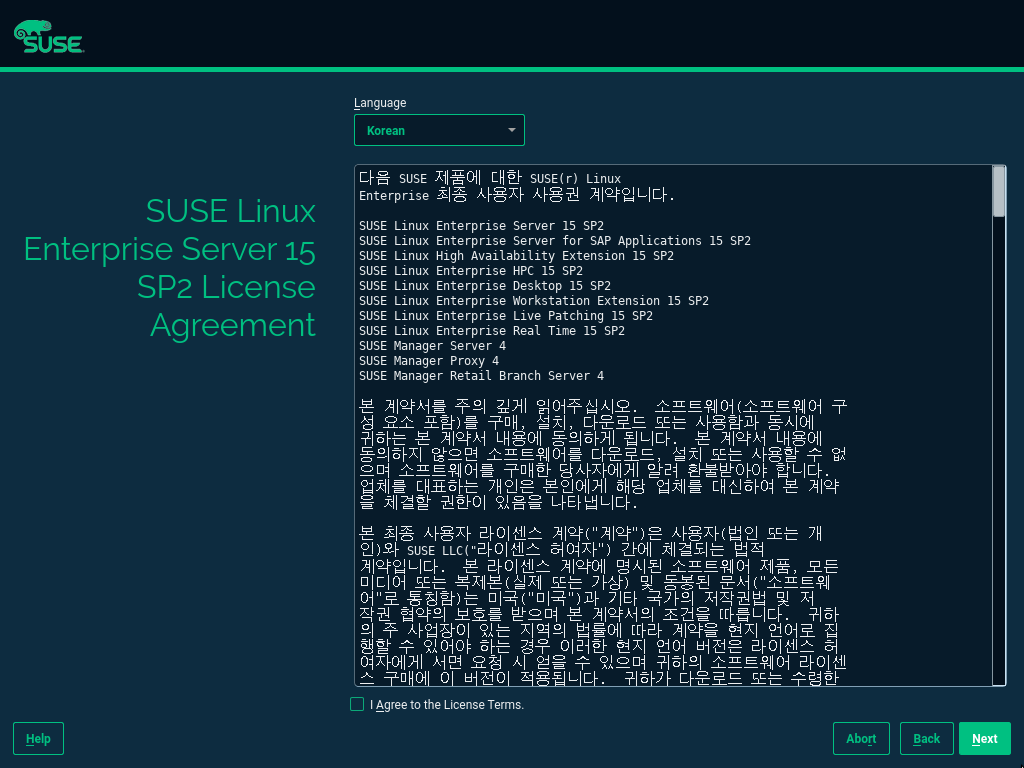 SUSE
Language
Korean
SUSE Linux
Enterprise Server 15
SP2 License
Agreement
다음 SUSE 제품에 대한 SUSE(r) Linux
Enterprise 최종 사용자 사용권 계약입니다.
SUSE Linux Enterprise Server 15 SP2
SUSE Linux Enterprise Server for SAP Applications 15 SP2
SUSE Linux High Availability Extension 15 SP2
SUSE Linux Enterprise HPC 15 SP2
SUSE Linux Enterprise Desktop 15 SP2
SUSE Linux Enterprise Workstation Extension 15 SP2
SUSE Linux Enterprise Live Patching 15 SP2
SUSE Linux Enterprise Real Time 15 SP2
SUSE Manager Server 4
SUSE Manager Proxy 4
SUSE Manager Retail Branch Server 4
본 계약서를 주의 깊게 읽어주십시오. 소프트웨어(소프트웨어 구
성 요소 포함)를 구매, 설치, 다운로드 또는 사용함과 동시에
귀하는 본 계약서 내용에 동의하게 됩니다. 본 계약서 내용에
동의하지 않으면 소프트웨어를 다운로드, 설치 또는 사용할 수 없
으며 소프트웨어를 구매한 당사자에게 알려 환불받아야 합니다.
업체를 대표하는 개인은 본인에게 해당 업체를 대신하여 본 계약
을 체결할 권한이 있음을 나타냅니다.
본 최종 사용자 라이센스 계약("계약")은 사용자(법인 또는 개
인)와 SUSE LLC("라이센스 허여자") 간에 체결되는 법적
계약입니다. 본 라이센스 계약에 명시된 소프트웨어 제품, 모든
미디어 또는 복제본(실제 또는 가상) 및 동봉된 문서("소프트웨
어"로 통칭함)는 미국("미국")과 기타 국가의 저작권법 및 저
작권 협약의 보호를 받으며 본 계약서의 조건을 따릅니다. 귀하
의 주 사업장이 있는 지역의 법률에 따라 계약을 현지 언어로 집
행할 수 있어야 하는 경우 이러한 현지 언어 버전은 라이센스 허
여자에게 서면 요청 시 얻을 수 있으며 귀하의 소프트웨어 라이센
스 구매에 이 버전이 적용됩니다. 귀하가 다운로드 또는 수령한
I Agree to the License Terms.
Help
Abort
Back
Next